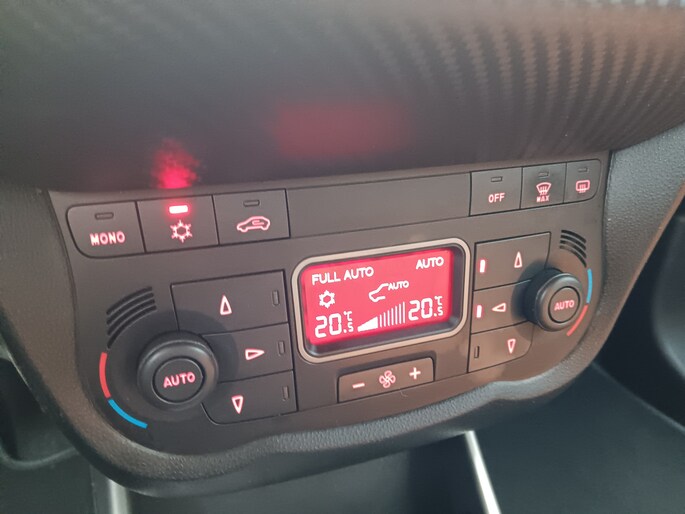 MONO
OFF
MAX
FULL AUTO AUTO
AUTO
20.5 °C 20.5 °C
AUTO
AUTO
- +